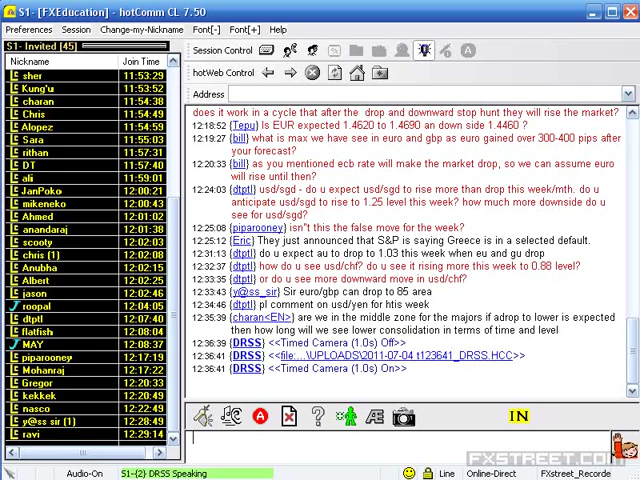 S1- [FXEducation] - hotComm CL 7.50
Preferences Session Change-my-Nickname Font[-] Font[+] Help
S1- Invited [45]
Nickname Join Time
sher 11:53:29
Kung'u 11:53:52
charan 11:54:38
Chris 11:54:49
Alopez 11:54:59
Sara 11:55:03
rithan 11:55:31
DT 11:57:40
ali 11:59:01
JanPoko 12:00:21
mikeneko 12:00:43
Ahmed 12:01:02
anandaraj 12:01:38
scooty 12:02:03
chris (1) 12:02:03
Anubha 12:02:15
Albert 12:02:25
jason 12:02:46
roopal 12:04:05
dtptl 12:07:40
flatfish 12:08:04
MAY 12:08:37
piparooney 12:17:19
Mohanraj 12:22:22
Gregor 12:20:33
kekkek 12:20:49
nasco 12:22:49
y@ss sir (1) 12:28:49
ravi 12:29:14
Session Control
hotWeb Control
Address
does it work in a cycle that after the drop and downward stop hunt they will rise the market?
12:18:52 [Tepu] Is EUR expected 1.4620 to 1.4690 an down side 1.4460 ?
12:19:27 [bill] what is max we have see in euro and gbp as euro gained over 300-400 pips after your forecast?
12:20:33 [bill] as you mentioned ecb rate will make the market drop, so we can assume euro will rise until then?
12:24:03 [dtptl] usd/sgd - do u expect usd/sgd to rise more than drop this week/mth. do u anticipate usd/sgd to rise to 1.25 level this week? how much more downside do u see for usd/sgd?
12:25:08 [piparooney] isn"t this the false move for the week?
12:25:12 [Eric] They just announced that S&P is saying Greece is in a selected default.
12:31:13 [dtptl] do u expect au to drop to 1.03 this week when eu and gu drop
12:32:37 [dtptl] how do u see usd/chf? do u see it rising more this week to 0.88 level?
12:33:35 [dtptl] or do u see more downward move in usd/chf?
12:33:43 [y@ss_sir] Sir euro/gbp can drop to 85 area
12:34:46 [dtptl] pl comment on usd/yen for htis week
12:35:39 [charan<EN>] are we in the middle zone for the majors if adrop to lower is expected then how long will we see lower consolidation in terms of time and level
12:36:39 [DRSS] <<Timed Camera (1.0s) Off>>
12:36:41 [DRSS] <<file:...\UPLOADS\2011-07-04 t123641_DRSS.HCC>>
12:36:41 [DRSS] <<Timed Camera (1.0s) On>>
IN
FXSTREET.COM
Audio-On S1-{2} DRSS Speaking Line Online-Direct FXstreet_Recorde